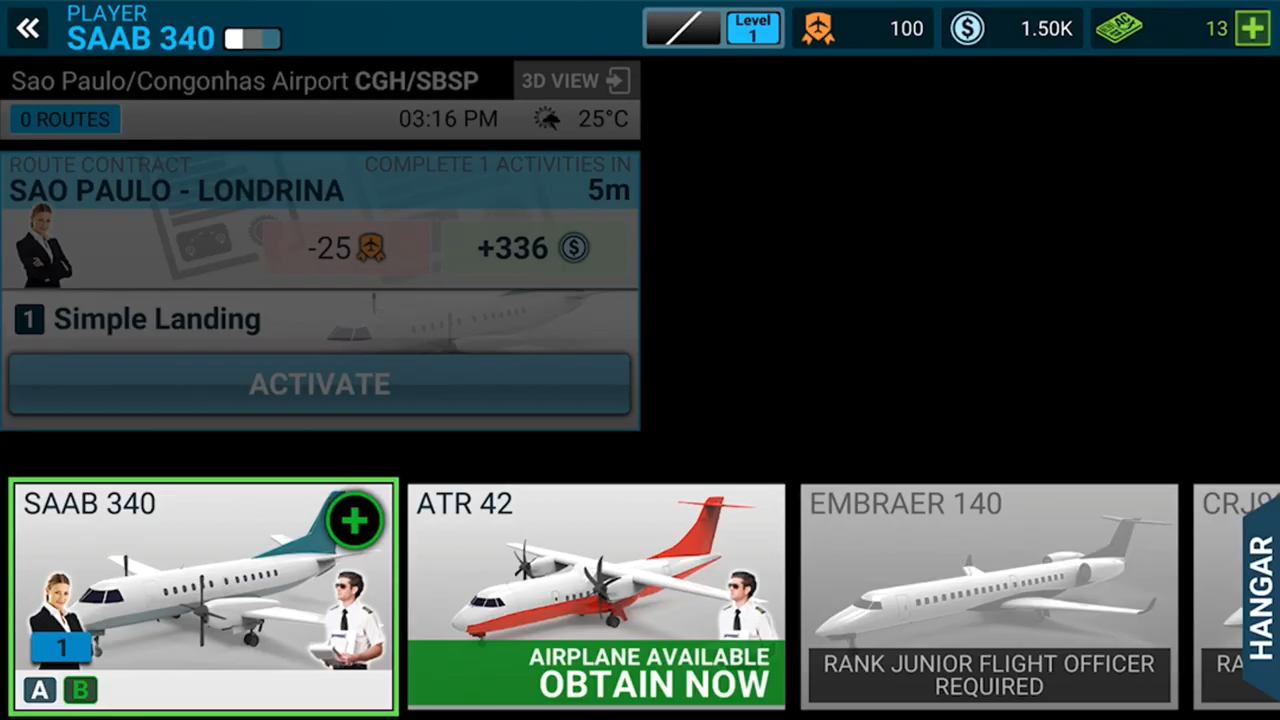 PLAYER
SAAB 340
Level
1
100
1.50K
13
Sao Paulo/Congonhas Airport CGH/SBSP
3D VIEW
0 ROUTES
03:16 PM
25°C
ROUTE CONTRACT
COMPLETE 1 ACTIVITIES IN
SAO PAULO - LONDRINA
5m
-25
+336
1 Simple Landing
ACTIVATE
SAAB 340
1
A B
ATR 42
AIRPLANE AVAILABLE
OBTAIN NOW
EMBRAER 140
RANK JUNIOR FLIGHT OFFICER
REQUIRED
HANGAR